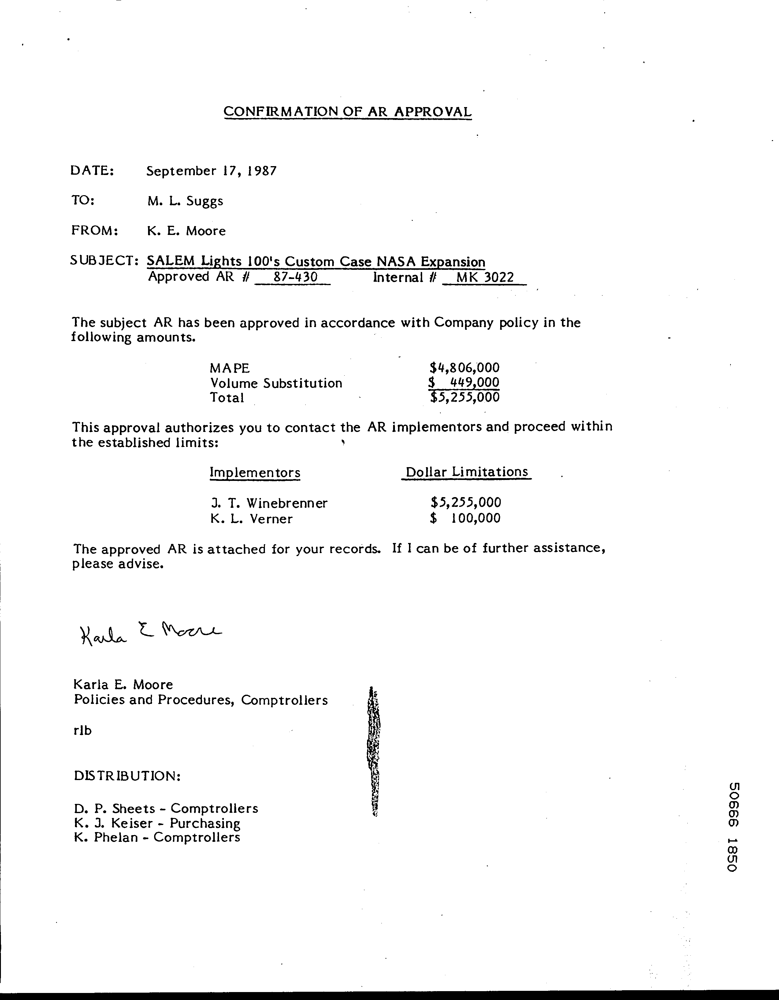 CONFIRMATION OF AR APPROVAL
DATE: September 17, 1987
TO: M. L. Suggs
FROM: K. E. Moore
SUBJECT: SALEM Lights 100's Custom Case NASA Expansion
Approved AR # 87-430 Internal # MK 3022
The subject AR has been approved in accordance with Company policy in the
following amounts.
MAPE $4,806,000
Volume Substitution $ 449,000
Total $5,255,000
This approval authorizes you to contact the AR implementors and proceed within
the established limits:
Implementors Dollar Limitations
J. T. Winebrenner $5,255,000
K. L. Verner $ 100,000
The approved AR is attached for your records. If I can be of further assistance,
please advise.
Karla E Moore
Karla E. Moore
Policies and Procedures, Comptrollers
rlb
DISTRIBUTION:
D. P. Sheets - Comptrollers
K. J. Keiser - Purchasing
K. Phelan - Comptrollers
50666 1850